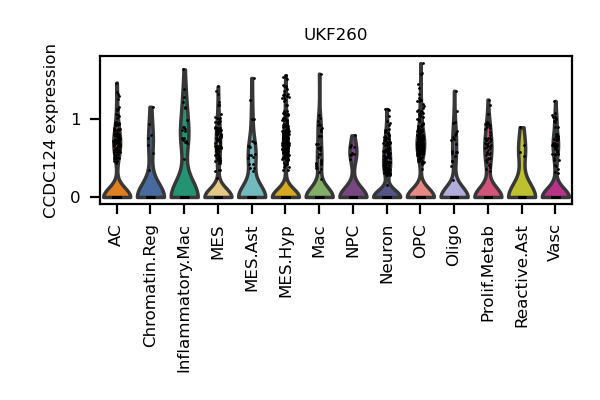 UKF260
CCDC124 expression
1
0
AC
Chromatin.Reg
Inflammatory.Mac
MES
MES.Ast
MES.Hyp
Mac
NPC
Neuron
OPC
Oligo
Prolif.Metab
Reactive.Ast
Vasc